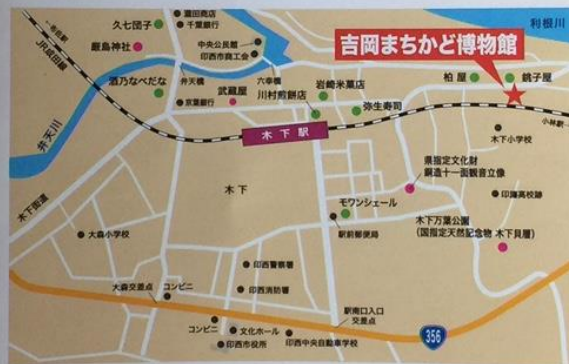 久七団子
瀧田商店
千葉銀行
利根川
至我孫子
JR成田線
厳島神社
中央公民館
印西市商工会
吉岡まちかど博物館
酒乃なべだな
弁天橋
六幸橋
武蔵屋
京葉銀行
岩崎米菓店
川村煎餅店
弥生寿司
柏屋
銚子屋
弁天川
木下駅
小林駅
木下小学校
木下街道
木下
県指定文化財
銅造十一面観音立像
印旛高校跡
モワンシェール
大森小学校
駅前郵便局
木下万葉公園
(国指定天然記念物 木下貝層)
印西警察署
大森交差点
コンビニ
印西消防署
駅南口入口
交差点
356
コンビニ
文化ホール
印西市役所
印西中央自動車学校